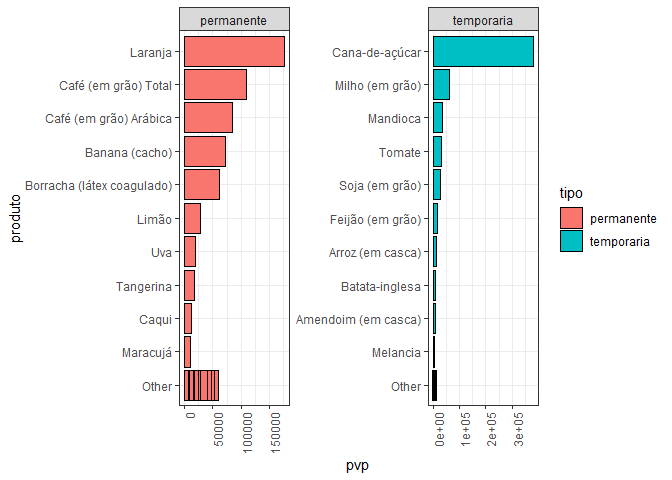 permanente
temporaria
Laranja
Café (em grão) Total
Café (em grão) Arábica
Banana (cacho)
Borracha (látex coagulado)
Limão
Uva
Tangerina
Caqui
Maracujá
Other
Cana-de-açúcar
Milho (em grão)
Mandioca
Tomate
Soja (em grão)
Feijão (em grão)
Arroz (em casca)
Batata-inglesa
Amendoim (em casca)
Melancia
Other
0
50000
100000
150000
0e+00
1e+05
2e+05
3e+05
produto
pvp
tipo
permanente
temporaria